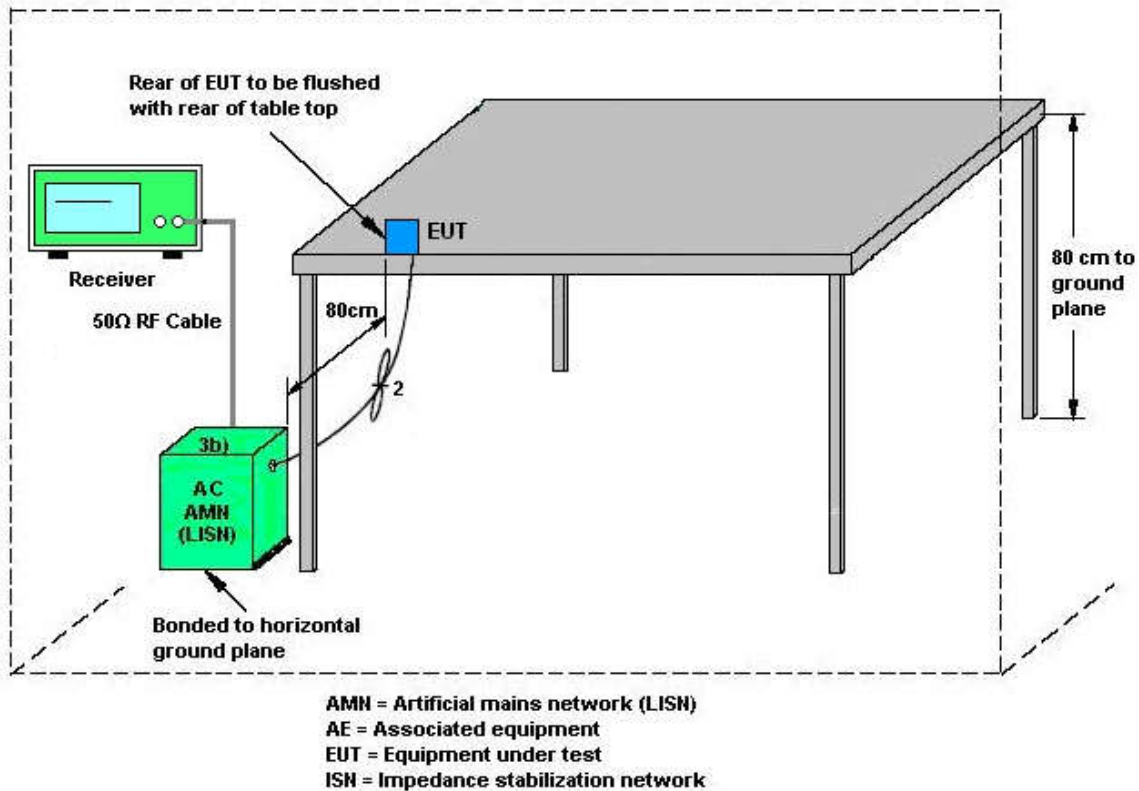 Rear of EUT to be flushed
with rear of table top
EUT
Receiver
50Ω RF Cable
80cm
80 cm to
ground
plane
2
3b)
AC
AMN
(LISN)
Bonded to horizontal
ground plane
AMN = Artificial mains network (LISN)
AE = Associated equipment
EUT = Equipment under test
ISN = Impedance stabilization network